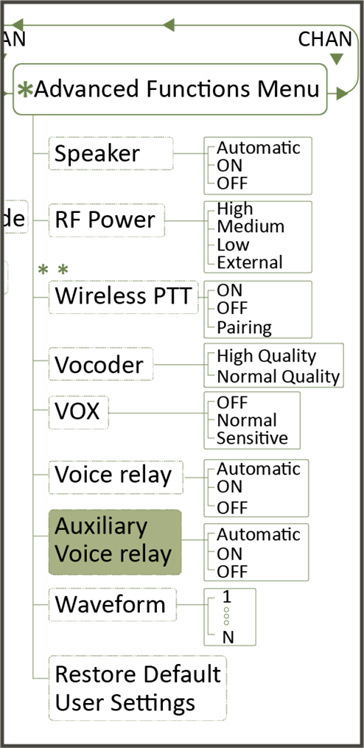 AN
CHAN
*Advanced Functions Menu
Speaker
Automatic
ON
OFF
de
RF Power
High
Medium
Low
External
* *
Wireless PTT
ON
OFF
Pairing
Vocoder
High Quality
Normal Quality
VOX
OFF
Normal
Sensitive
Voice relay
Automatic
ON
OFF
Auxiliary
Voice relay
Automatic
ON
OFF
Waveform
1
N
Restore Default
User Settings